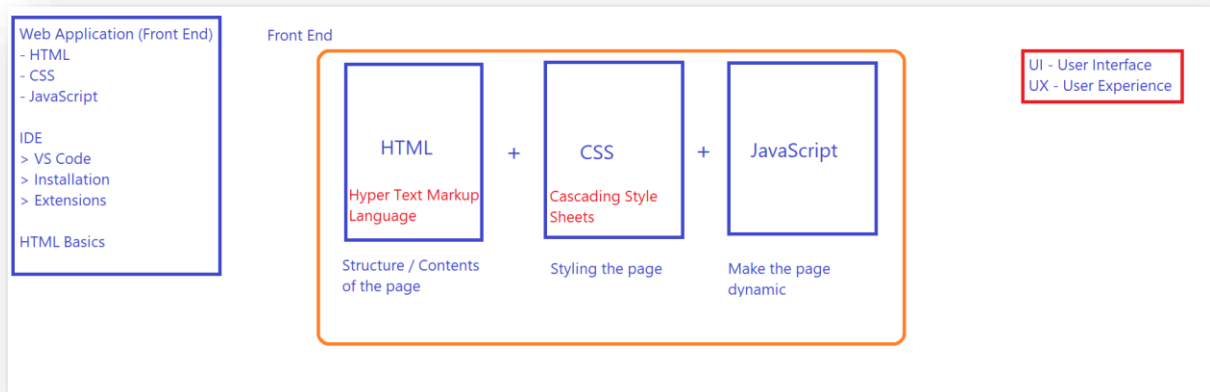 Web Application (Front End)
- HTML
- CSS
- JavaScript
IDE
> VS Code
> Installation
> Extensions
HTML Basics
Front End
HTML
Hyper Text Markup
Language
Structure / Contents
of the page
+
CSS
Cascading Style
Sheets
Styling the page
+
JavaScript
Make the page
dynamic
UI - User Interface
UX - User Experience